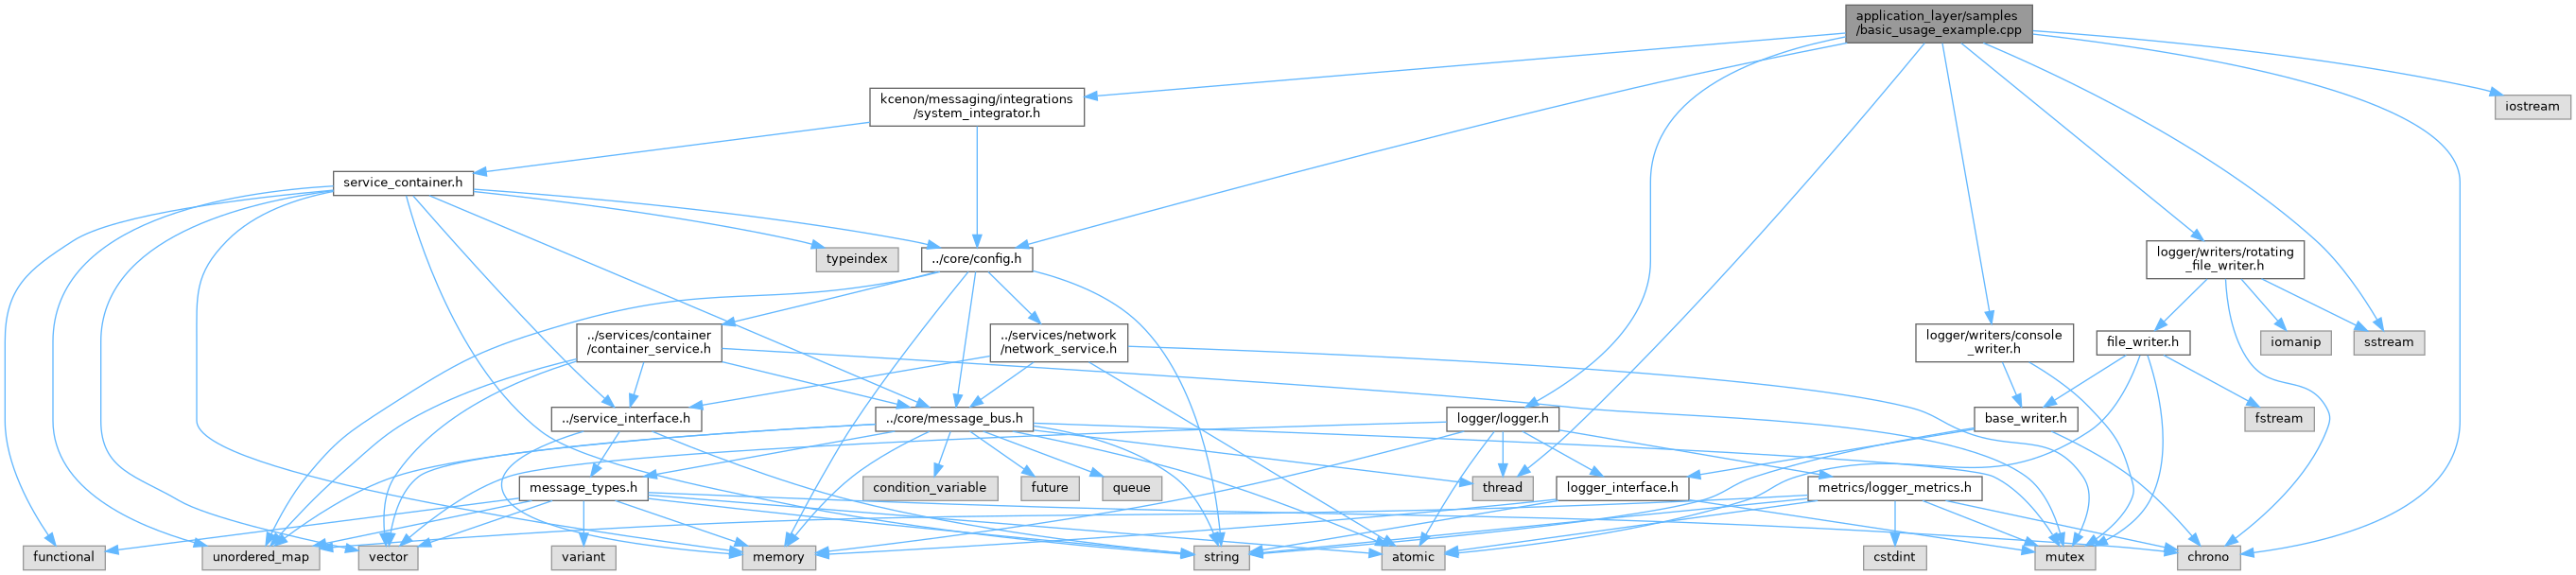 application_layer/samples
/basic_usage_example.cpp
kcenon/messaging/integrations
/system_integrator.h
iostream
service_container.h
typeindex
../core/config.h
logger/writers/rotating
_file_writer.h
../services/container
/container_service.h
../services/network
/network_service.h
logger/writers/console
_writer.h
file_writer.h
iomanip
sstream
../service_interface.h
../core/message_bus.h
logger/logger.h
base_writer.h
fstream
message_types.h
condition_variable
future
queue
thread
logger_interface.h
metrics/logger_metrics.h
functional
unordered_map
vector
variant
memory
string
atomic
cstdint
mutex
chrono